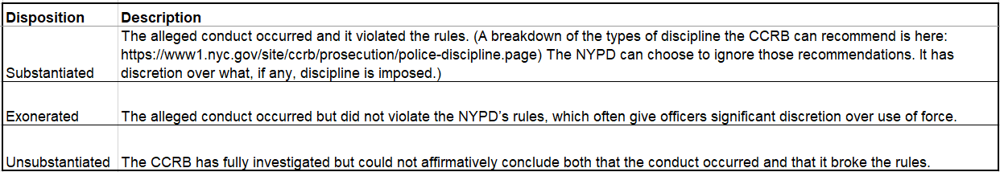 Disposition Description
The alleged conduct occurred and it violated the rules. (A breakdown of the types of discipline the CCRB can recommend is here:
https://www1.nyc.gov/site/ccrb/prosecution/police-discipline.page) The NYPD can choose to ignore those recommendations. It has
Substantiated discretion over what, if any, discipline is imposed.)
Exonerated The alleged conduct occurred but did not violate the NYPD’s rules, which often give officers significant discretion over use of force.
Unsubstantiated The CCRB has fully investigated but could not affirmatively conclude both that the conduct occurred and that it broke the rules.